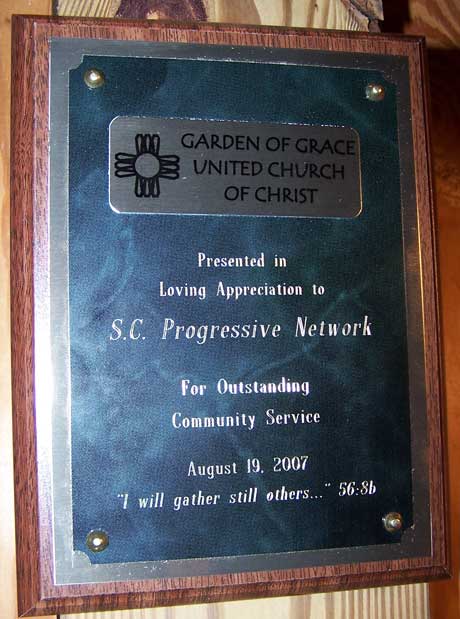 GARDEN OF GRACE
UNITED CHURCH
OF CHRIST
Presented in
Loving Appreciation to
S.C. Progressive Network
For Outstanding
Community Service
August 19, 2007
"I will gather still others..." 56:8b